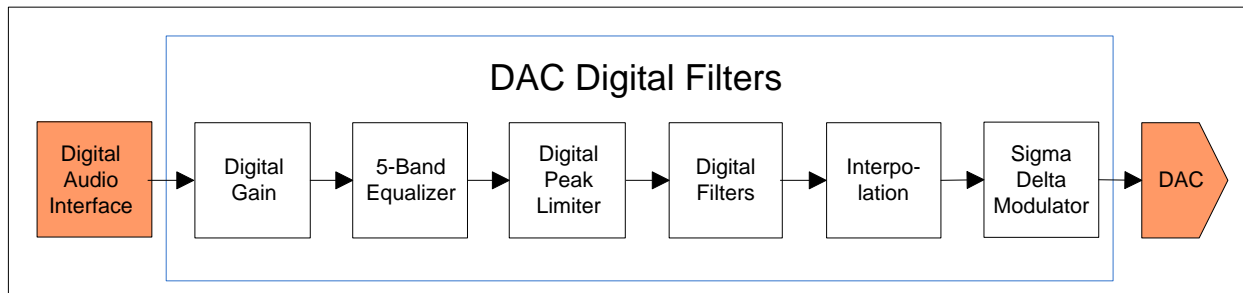 DAC Digital Filters
Digital
Audio
Interface
Digital
Gain
5-Band
Equalizer
Digital
Peak
Limiter
Digital
Filters
Interpo-
lation
Sigma
Delta
Modulator
DAC